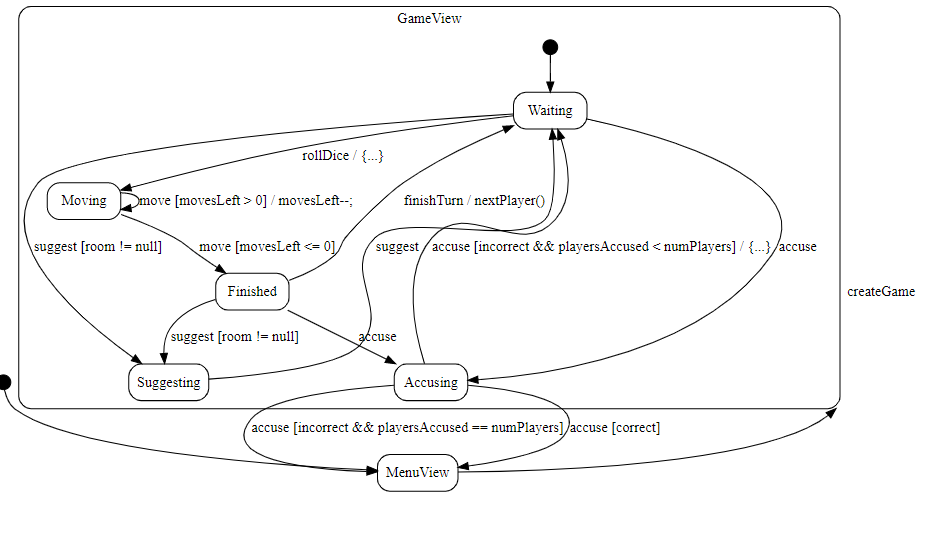 GameView
Waiting
rollDice / {...}
Moving
move [movesLeft > 0] / movesLeft--;
finishTurn / nextPlayer()
suggest [room != null]
move [movesLeft <= 0]
suggest
accuse [incorrect && playersAccused < numPlayers] / {...}
accuse
Finished
createGame
suggest [room != null]
accuse
Suggesting
Accusing
accuse [incorrect && playersAccused == numPlayers]
accuse [correct]
MenuView